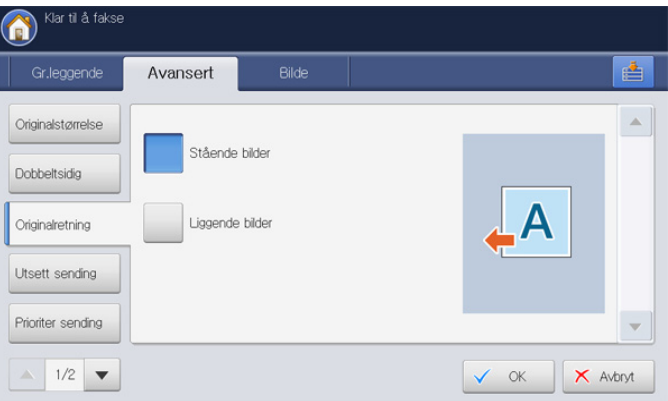 Klar til å fakse
Gr.leggende
Avansert
Bilde
Originalstørrelse
Dobbeltsidig
Originalretning
Utsett sending
Prioriter sending
Stående bilder
Liggende bilder
A
1/2
OK
Avbryt